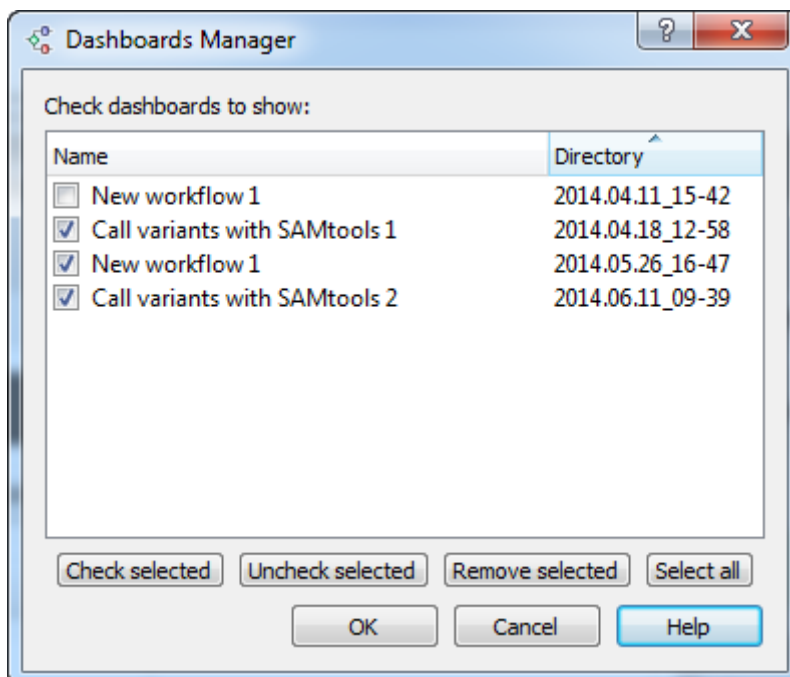 Dashboards Manager
Check dashboards to show:
Name Directory
New workflow 1 2014.04.11_15-42
Call variants with SAMtools 1 2014.04.18_12-58
New workflow 1 2014.05.26_16-47
Call variants with SAMtools 2 2014.06.11_09-39
Check selected Uncheck selected Remove selected Select all
OK Cancel Help